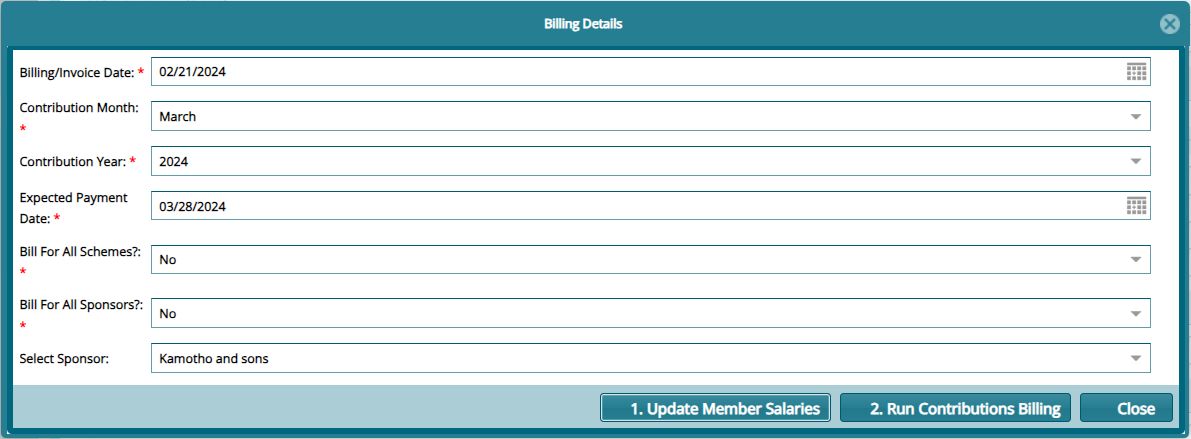 Billing Details
Billing/Invoice Date: *
02/21/2024
Contribution Month:
*
March
Contribution Year: *
2024
Expected Payment
Date: *
03/28/2024
Bill For All Schemes?:
*
No
Bill For All Sponsors?:
*
No
Select Sponsor:
Kamotho and sons
1. Update Member Salaries
2. Run Contributions Billing
Close